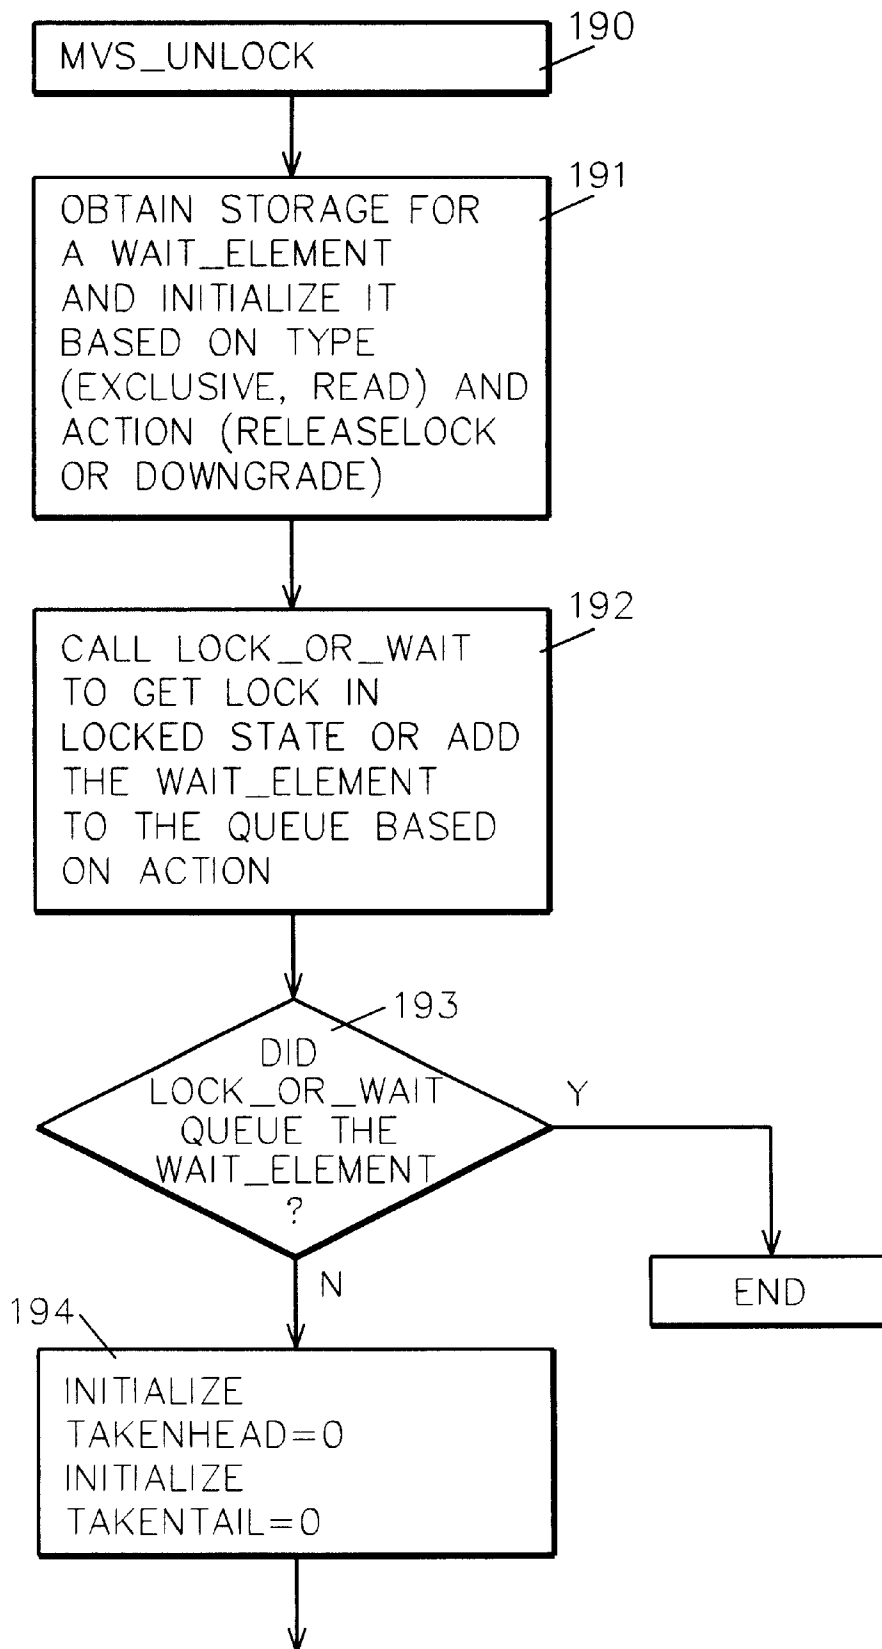 190
MVS_UNLOCK
191
OBTAIN STORAGE FOR
A WAIT_ELEMENT
AND INITIALIZE IT
BASED ON TYPE
(EXCLUSIVE, READ) AND
ACTION (RELEASELOCK
OR DOWNGRADE)
192
CALL LOCK_OR_WAIT
TO GET LOCK IN
LOCKED STATE OR ADD
THE WAIT_ELEMENT
TO THE QUEUE BASED
ON ACTION
193
DID
LOCK_OR_WAIT
QUEUE THE
WAIT_ELEMENT
?
Y
N
END
194
INITIALIZE
TAKENHEAD=0
INITIALIZE
TAKENTAIL=0